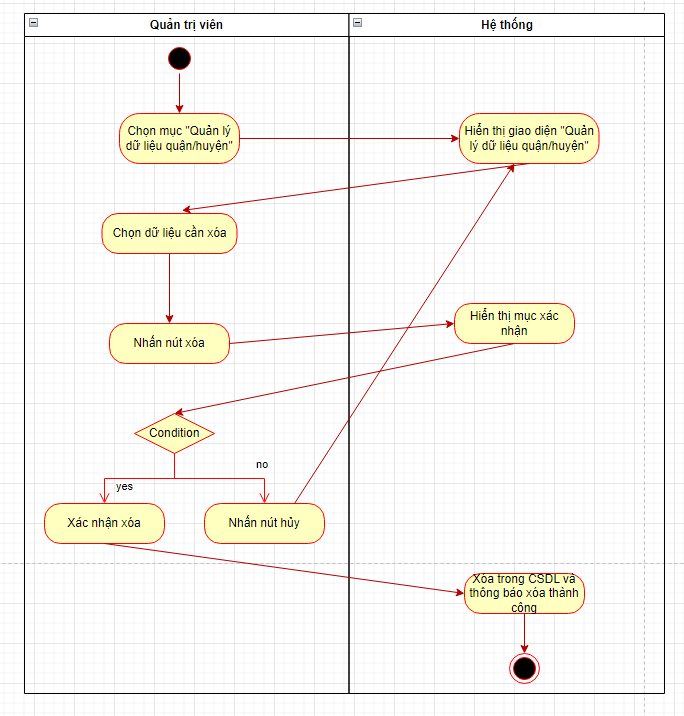 Quản trị viên
Hệ thống
Chọn mục "Quản lý
dữ liệu quận/huyện"
Hiển thị giao diện "Quản
lý dữ liệu quận/huyện"
Chọn dữ liệu cần xóa
Nhấn nút xóa
Hiển thị mục xác
nhận
Condition
yes
no
Xác nhận xóa
Nhấn nút hủy
Xóa trong CSDL và
thông báo xóa thành
công